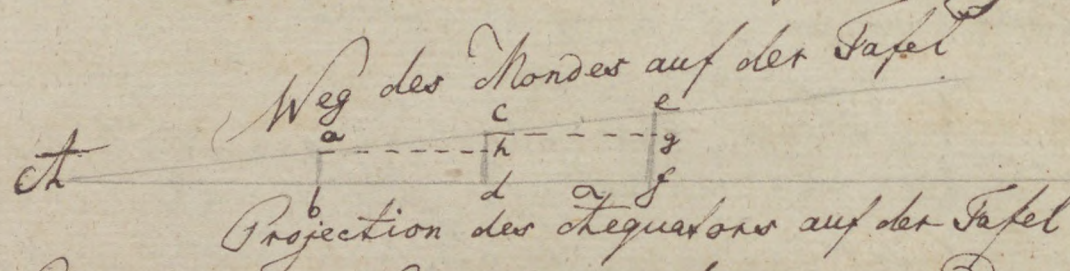 Weg des Mondes auf der Tafel
c e
a
A h g
b d f
Projection des Aequators auf der Tafel